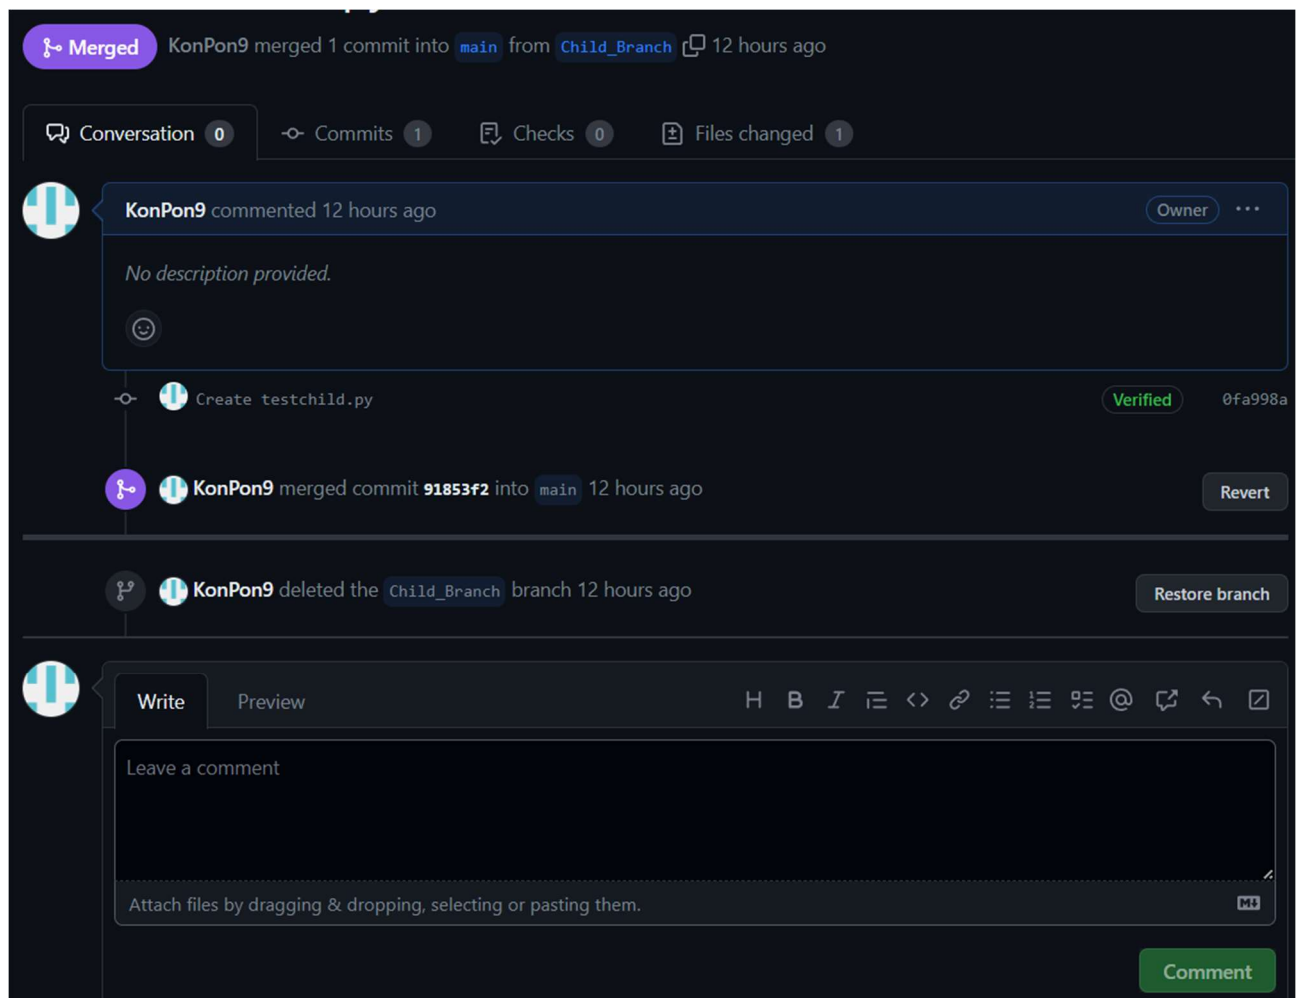 Merged KonPon9 merged 1 commit into main from Child_Branch 12 hours ago
Conversation 0 Commits 1 Checks 0 Files changed 1
KonPon9 commented 12 hours ago Owner ...
No description provided.
Create testchild.py Verified 0fa998a
KonPon9 merged commit 91853f2 into main 12 hours ago Revert
KonPon9 deleted the Child_Branch branch 12 hours ago Restore branch
Write Preview H B I
Leave a comment
Attach files by dragging & dropping, selecting or pasting them.
Comment